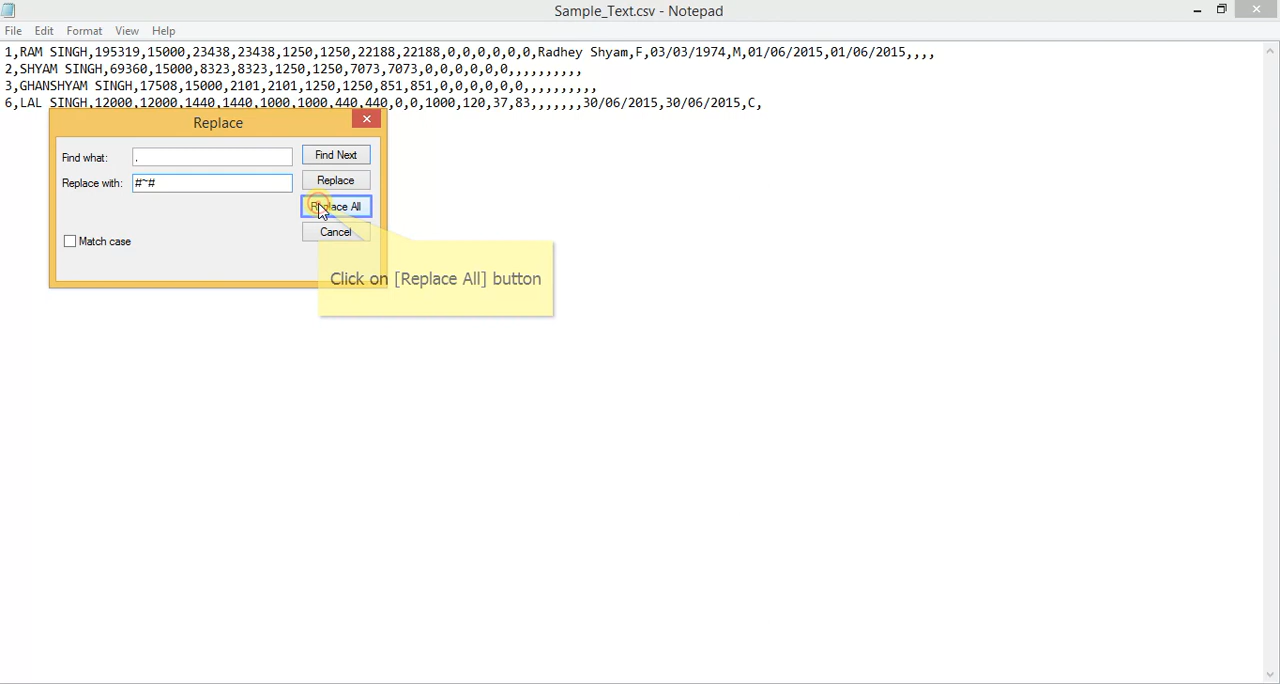 Sample_Text.csv - Notepad
File Edit Format View Help
1,RAM SINGH,195319,15000,23438,23438,1250,1250,22188,22188,0,0,0,0,0,0,Radhey Shyam,F,03/03/1974,M,01/06/2015,01/06/2015,,,,
2,SHYAM SINGH,69360,15000,8323,8323,1250,1250,7073,7073,0,0,0,0,0,0,,,,,,,,,,
3,GHANSHYAM SINGH,17508,15000,2101,2101,1250,1250,851,851,0,0,0,0,0,0,,,,,,,,,,
6,LAL SINGH,12000,12000,1440,1440,1000,1000,440,440,0,0,1000,120,37,83,,,,,,,30/06/2015,30/06/2015,C,
Replace
Find what: , Find Next
Replace with: #~# Replace
Replace All
Cancel
Match case
Click on [Replace All] button